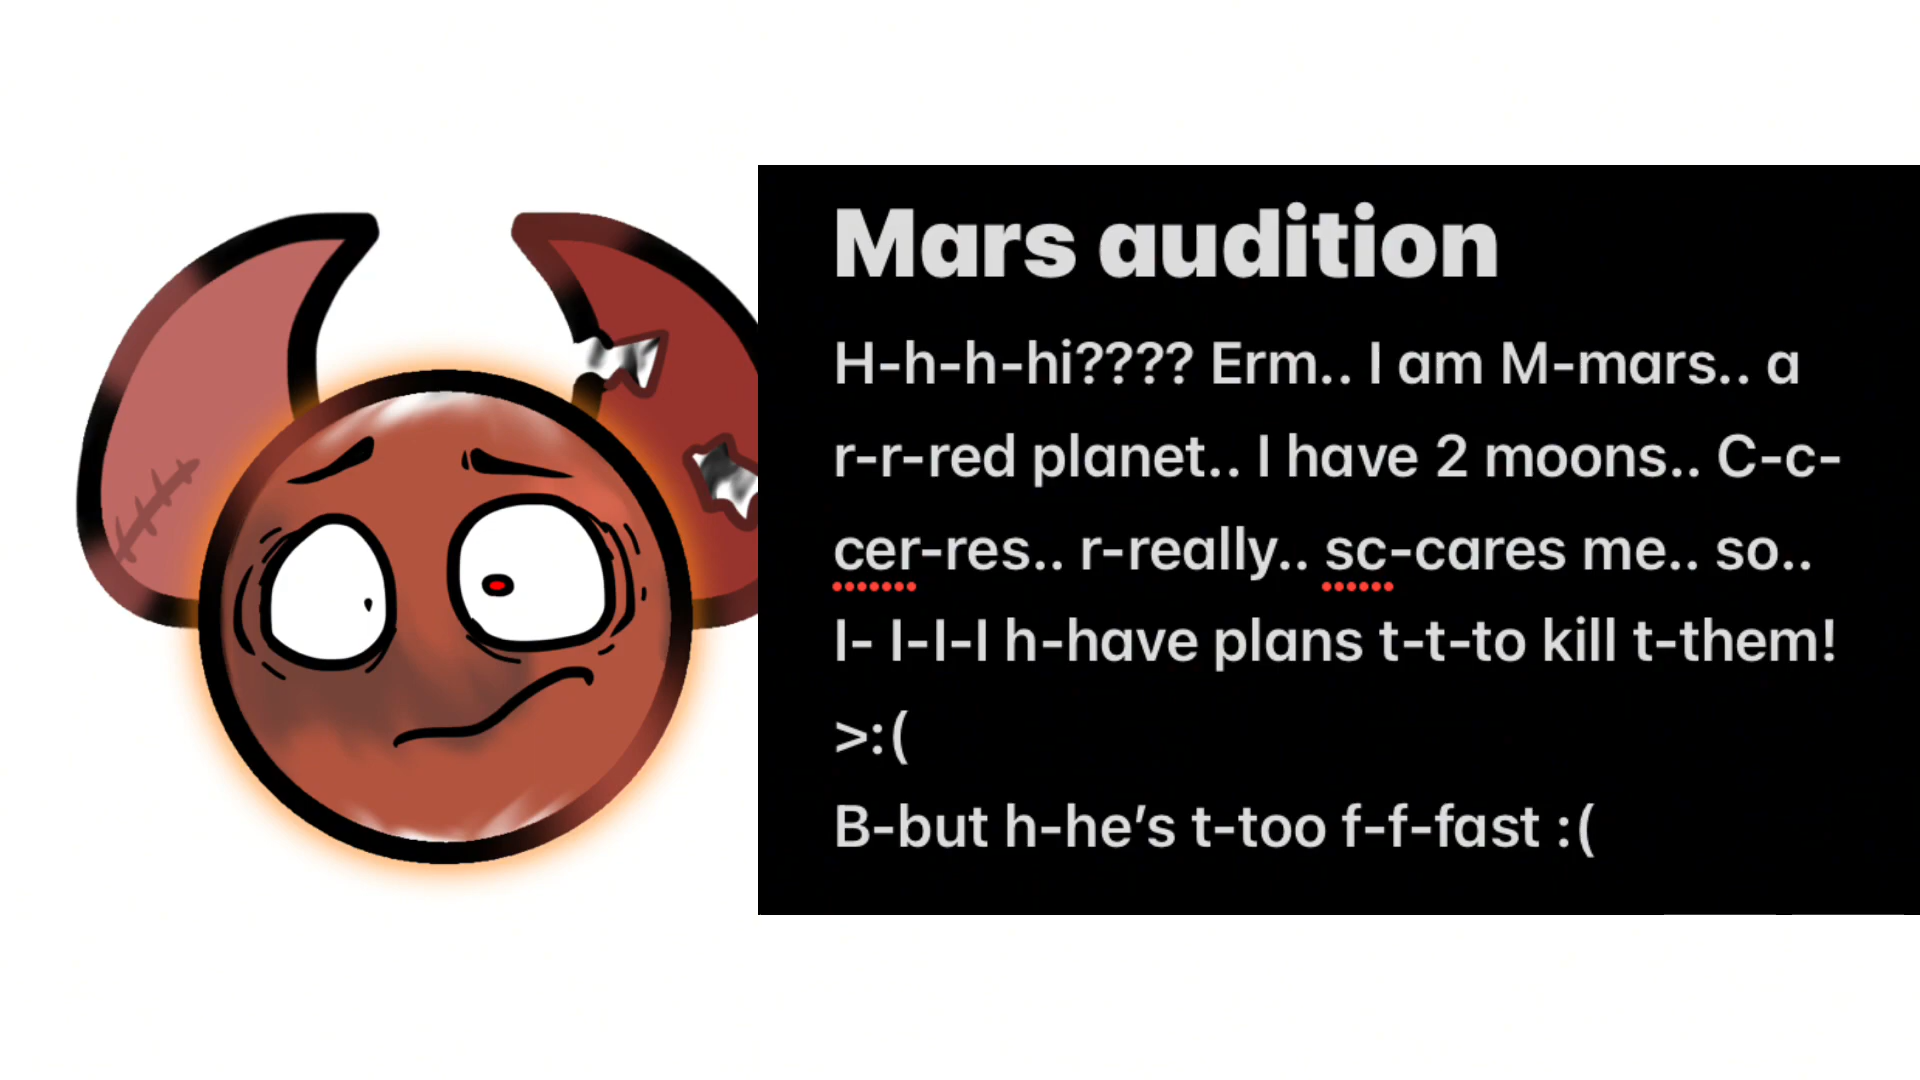 Mars audition
H-h-h-hi???? Erm.. I am M-mars.. a
r-r-red planet.. I have 2 moons.. C-c-
cer-res.. r-really.. sc-cares me.. so..
I- I-I-I h-have plans t-t-to kill t-them!
>:(
B-but h-he’s t-too f-f-fast :(